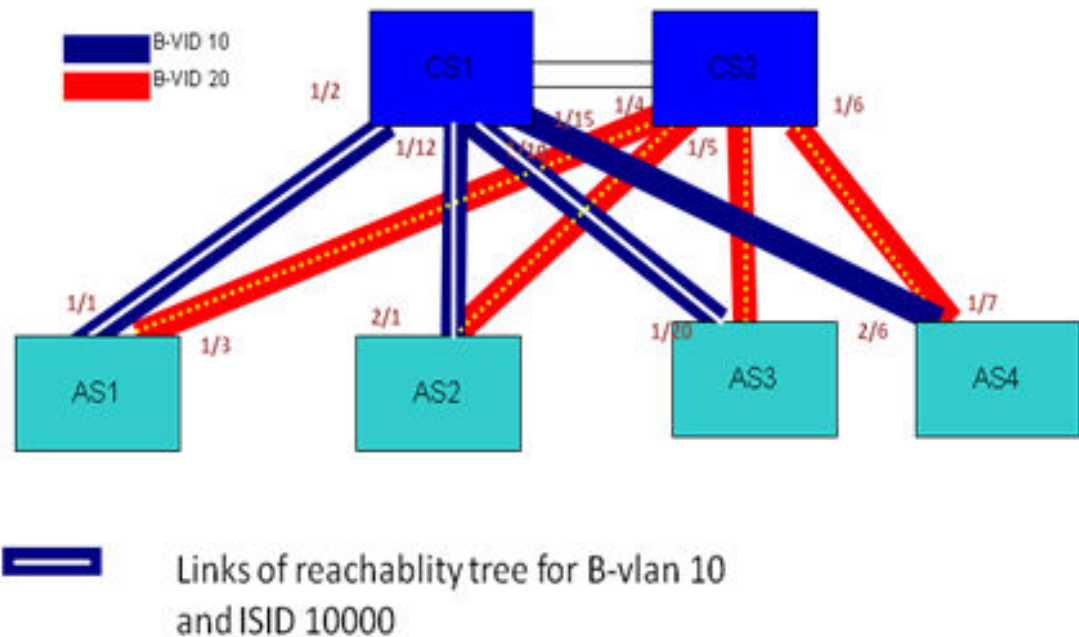 B-VID 10
CS1
CS2
B-VID 20
1/2
1/15
1/4
1/6
1/12
1/5
1/1
2/1
1/3
1/20
2/6
1/7
AS1
AS2
AS3
AS4
Links of reachablity tree for B-vlan 10
and ISID 10000